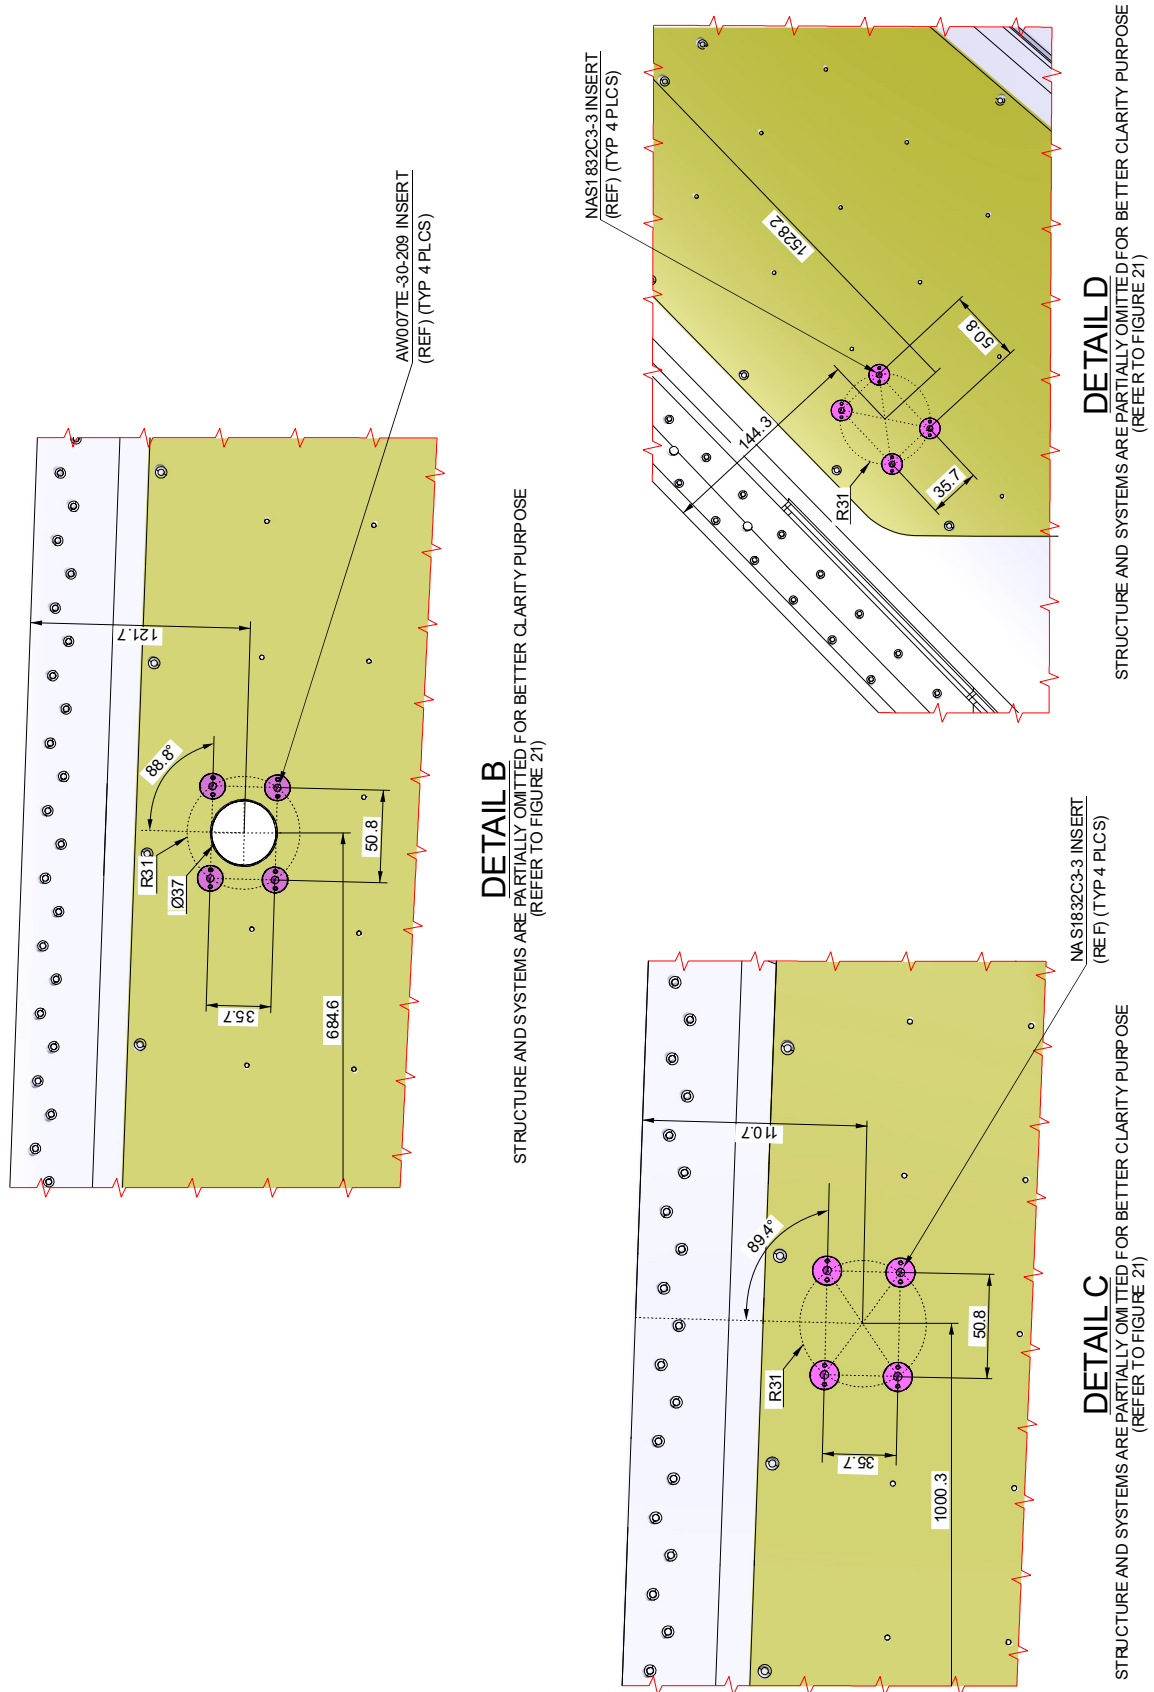 AW007TE-30-209 INSERT
(REF) (TYP 4 PLCS)
121.7
88.8°
R31
Ø37
50.8
35.7
684.6
DETAIL B
STRUCTURE AND SYSTEMS ARE PARTIALLY OMITTED FOR BETTER CLARITY PURPOSE
(REFER TO FIGURE 21)
NAS1832C3-3 INSERT
(REF) (TYP 4 PLCS)
110.7
89.4°
R31
50.8
35.7
1000.3
DETAIL C
STRUCTURE AND SYSTEMS ARE PARTIALLY OMITTED FOR BETTER CLARITY PURPOSE
(REFER TO FIGURE 21)
NAS1832C3-3 INSERT
(REF) (TYP 4 PLCS)
1528.2
144.3
50.8
R31
35.7
DETAIL D
STRUCTURE AND SYSTEMS ARE PARTIALLY OMITTED FOR BETTER CLARITY PURPOSE
(REFER TO FIGURE 21)